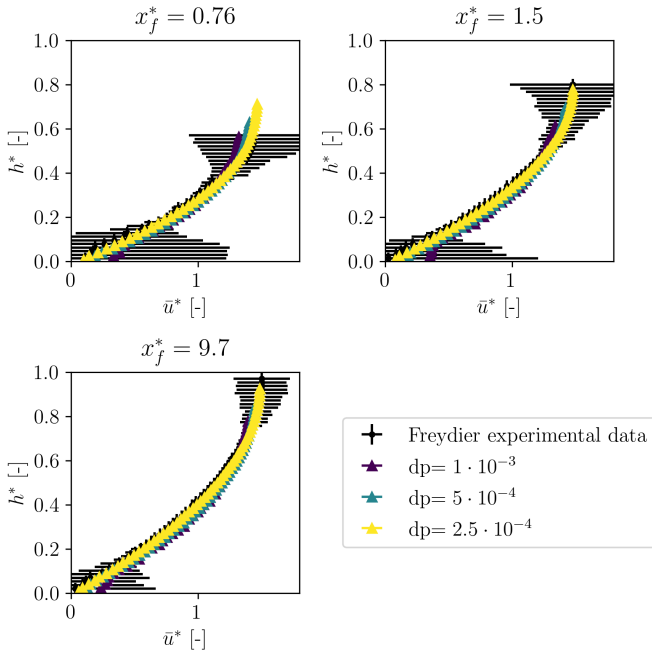 x*_f = 0.76
x*_f = 1.5
1.0
0.8
0.6
0.4
0.2
0.0
h* [-]
0
1
ū* [-]
1.0
0.8
0.6
0.4
0.2
0.0
h* [-]
0
1
ū* [-]
x*_f = 9.7
1.0
0.8
0.6
0.4
0.2
0.0
h* [-]
0
1
ū* [-]
Freydier experimental data
dp= 1 · 10⁻³
dp= 5 · 10⁻⁴
dp= 2.5 · 10⁻⁴